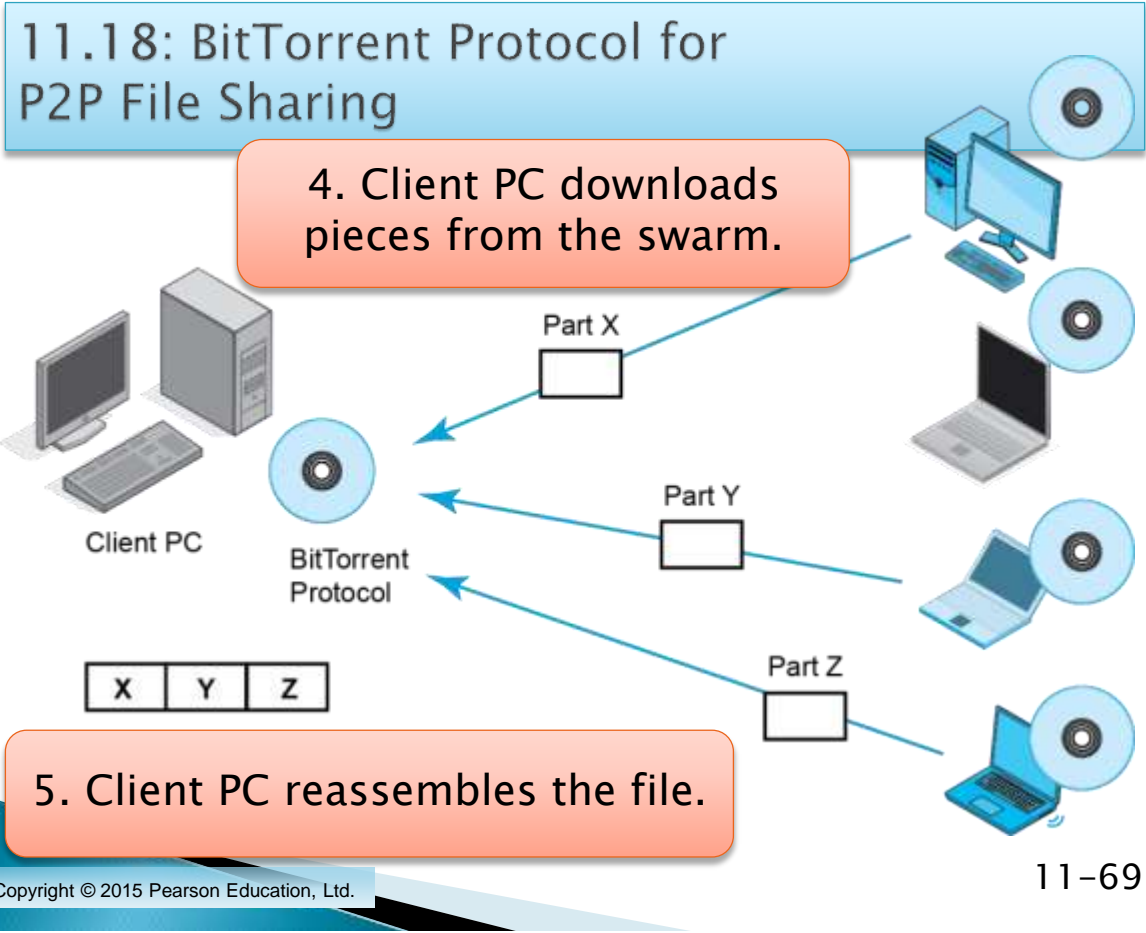 11.18: BitTorrent Protocol for
P2P File Sharing
4. Client PC downloads
pieces from the swarm.
Part X
Part Y
Client PC
BitTorrent
Protocol
Part Z
X Y Z
5. Client PC reassembles the file.
Copyright © 2015 Pearson Education, Ltd.
11-69